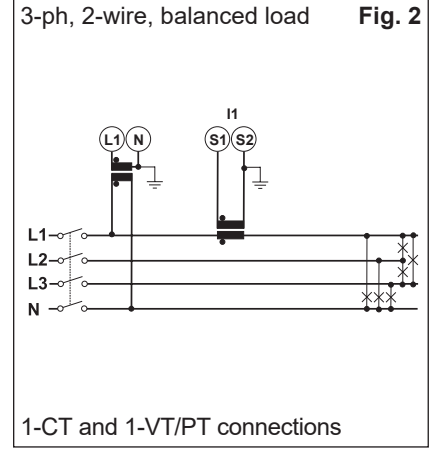 3-ph, 2-wire, balanced load Fig. 2
I1
L1 N S1 S2
L1
L2
L3
N
1-CT and 1-VT/PT connections